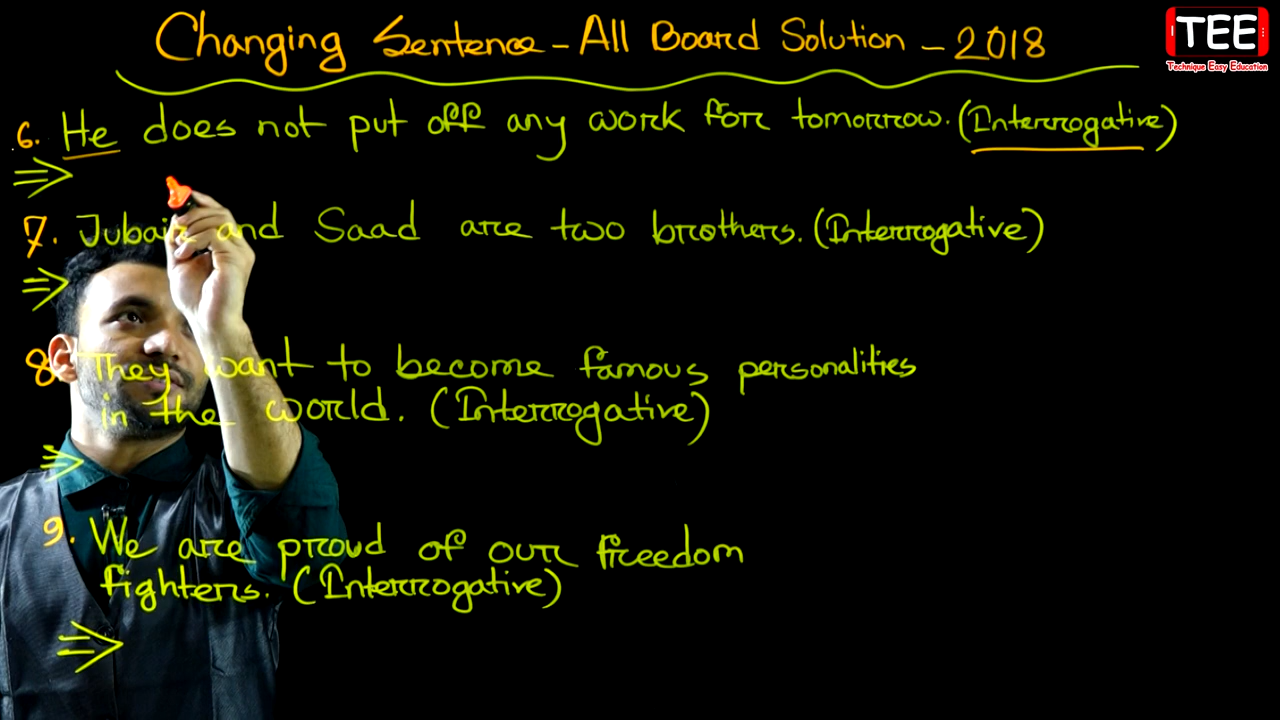 Changing Sentence - All Board Solution - 2018
TEE
Technique Easy Education
6. He does not put off any work for tomorrow. (Interrogative)
⇒
7. Jubair and Saad are two brothers. (Interrogative)
⇒
8. They want to become famous personalities
in the world. (Interrogative)
⇒
9. We are proud of our freedom
fighters. (Interrogative)
⇒